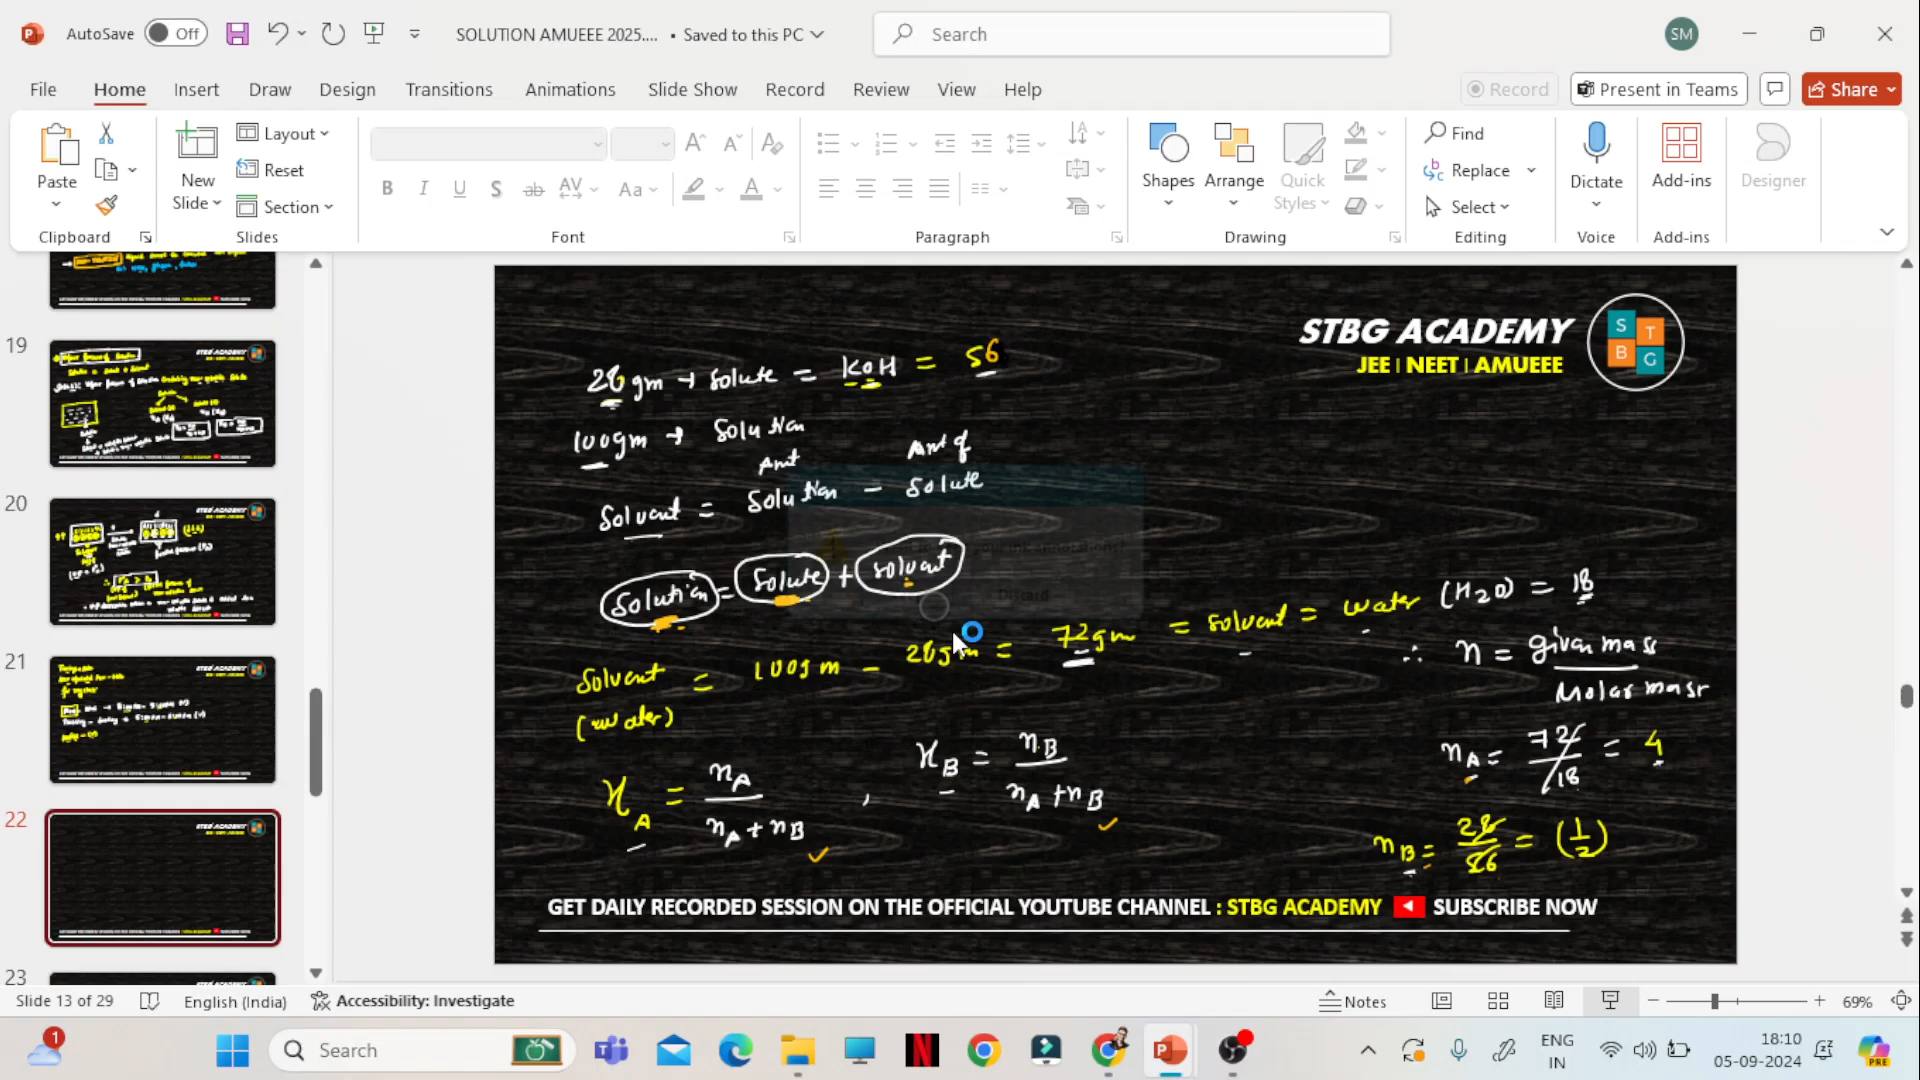 AutoSave Off SOLUTION AMUEEE 2025.... • Saved to this PC Search SM
File Home Insert Draw Design Transitions Animations Slide Show Record Review View Help Record Present in Teams Share
Paste New Slide Layout Reset Section B I U S ab AV Aa A Shapes Arrange Quick Styles Find Replace Select Dictate Add-ins Designer
Clipboard Slides Font Paragraph Drawing Editing Voice Add-ins
19
20
21
22
23
STBG ACADEMY
JEE | NEET | AMUEEE
S T B G
28 gm → solute = KOH = 56
100gm → Solution
Amt Amt of
Solvent = Solution - Solute
Solution = Solute + Solvent
Solvent = 100gm - 28gm = 72gm = Solvent = water (H2O) = 18
(water)
∴ n = given mass / Molar mass
nA = 72/18 = 4
xA = nA / nA + nB , xB = nB / nA + nB
nB = 28/56 = (1/2)
Discard
GET DAILY RECORDED SESSION ON THE OFFICIAL YOUTUBE CHANNEL : STBG ACADEMY SUBSCRIBE NOW
Slide 13 of 29 English (India) Accessibility: Investigate Notes 69%
1 Search ENG IN 18:10 05-09-2024 PRE